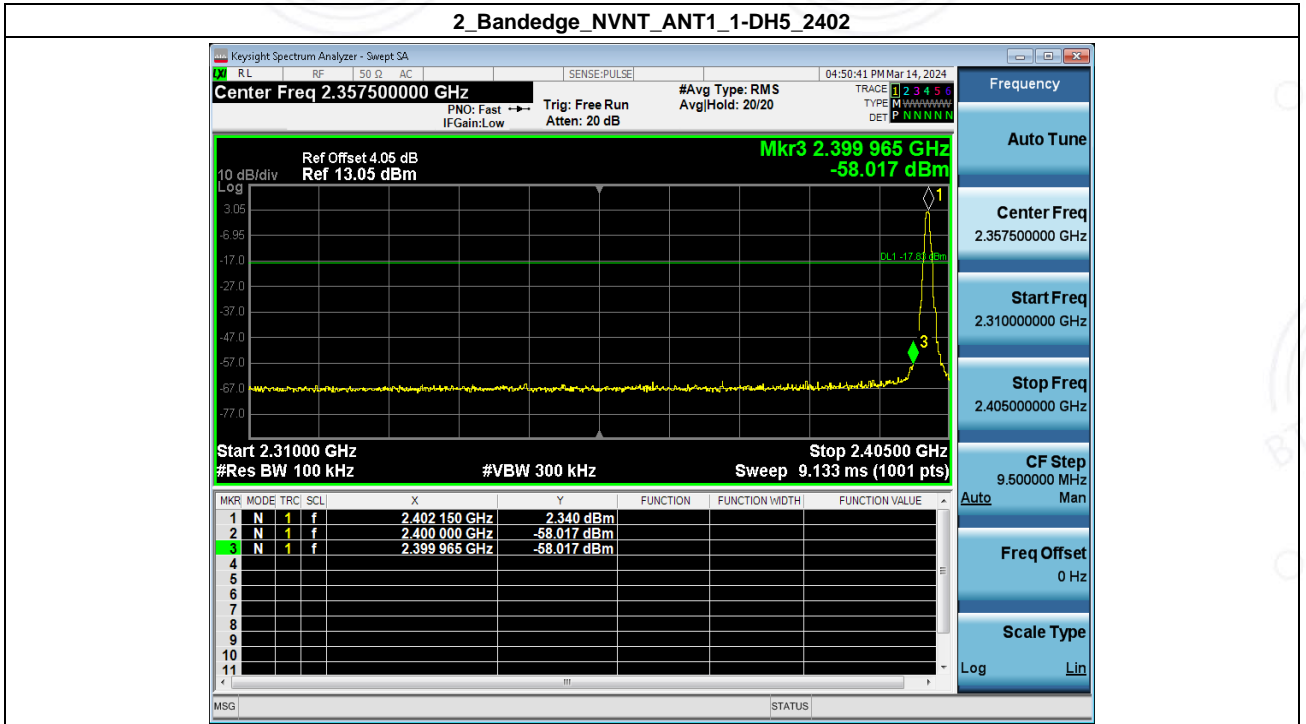 2_Bandedge_NVNT_ANT1_1-DH5_2402
Keysight Spectrum Analyzer - Swept SA
LXI RL RF 50 Ω AC SENSE:PULSE 04:50:41 PM Mar 14, 2024
Center Freq 2.357500000 GHz #Avg Type: RMS TRACE 1 2 3 4 5 6
PNO: Fast Trig: Free Run Avg|Hold: 20/20 TYPE M WWWWW
IFGain:Low Atten: 20 dB DET P N N N N N
Mkr3 2.399 965 GHz
Ref Offset 4.05 dB
10 dB/div Ref 13.05 dBm -58.017 dBm
Log
1
3.05
-6.95
-17.0 DL1 -17.83 dBm
-27.0
-37.0
-47.0
3
-57.0
-67.0
-77.0
Start 2.31000 GHz Stop 2.40500 GHz
#Res BW 100 kHz #VBW 300 kHz Sweep 9.133 ms (1001 pts)
MKR MODE TRC SCL X Y FUNCTION FUNCTION WIDTH FUNCTION VALUE
1 N 1 f 2.402 150 GHz 2.340 dBm
2 N 1 f 2.400 000 GHz -58.017 dBm
3 N 1 f 2.399 965 GHz -58.017 dBm
4
5
6
7
8
9
10
11
MSG STATUS
Frequency
Auto Tune
Center Freq
2.357500000 GHz
Start Freq
2.310000000 GHz
Stop Freq
2.405000000 GHz
CF Step
9.500000 MHz
Auto Man
Freq Offset
0 Hz
Scale Type
Log Lin